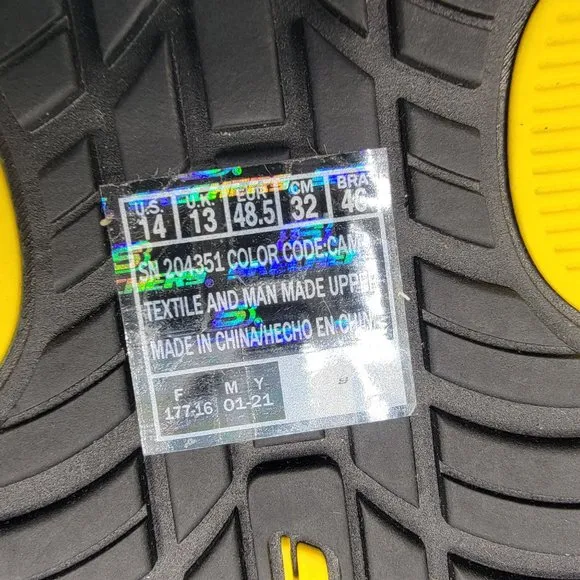 U.S. U.K EUR CM BRA
14 13 48.5 32 46
SN 204351 COLOR CODE:CAMO
TEXTILE AND MAN MADE UPPER
MADE IN CHINA/HECHO EN CHINA
F M Y
177-16 01-21